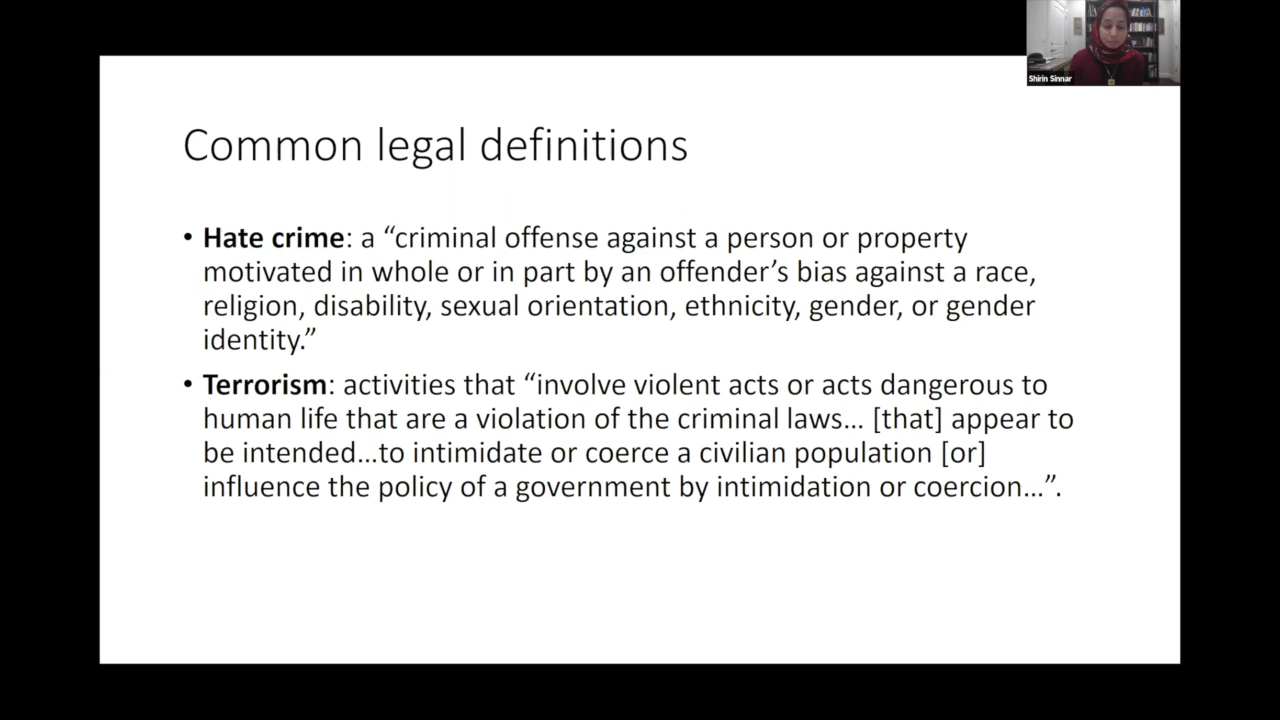 Shirin Sinnar
Common legal definitions
• Hate crime: a “criminal offense against a person or property
motivated in whole or in part by an offender’s bias against a race,
religion, disability, sexual orientation, ethnicity, gender, or gender
identity.”
• Terrorism: activities that “involve violent acts or acts dangerous to
human life that are a violation of the criminal laws… [that] appear to
be intended…to intimidate or coerce a civilian population [or]
influence the policy of a government by intimidation or coercion…”.